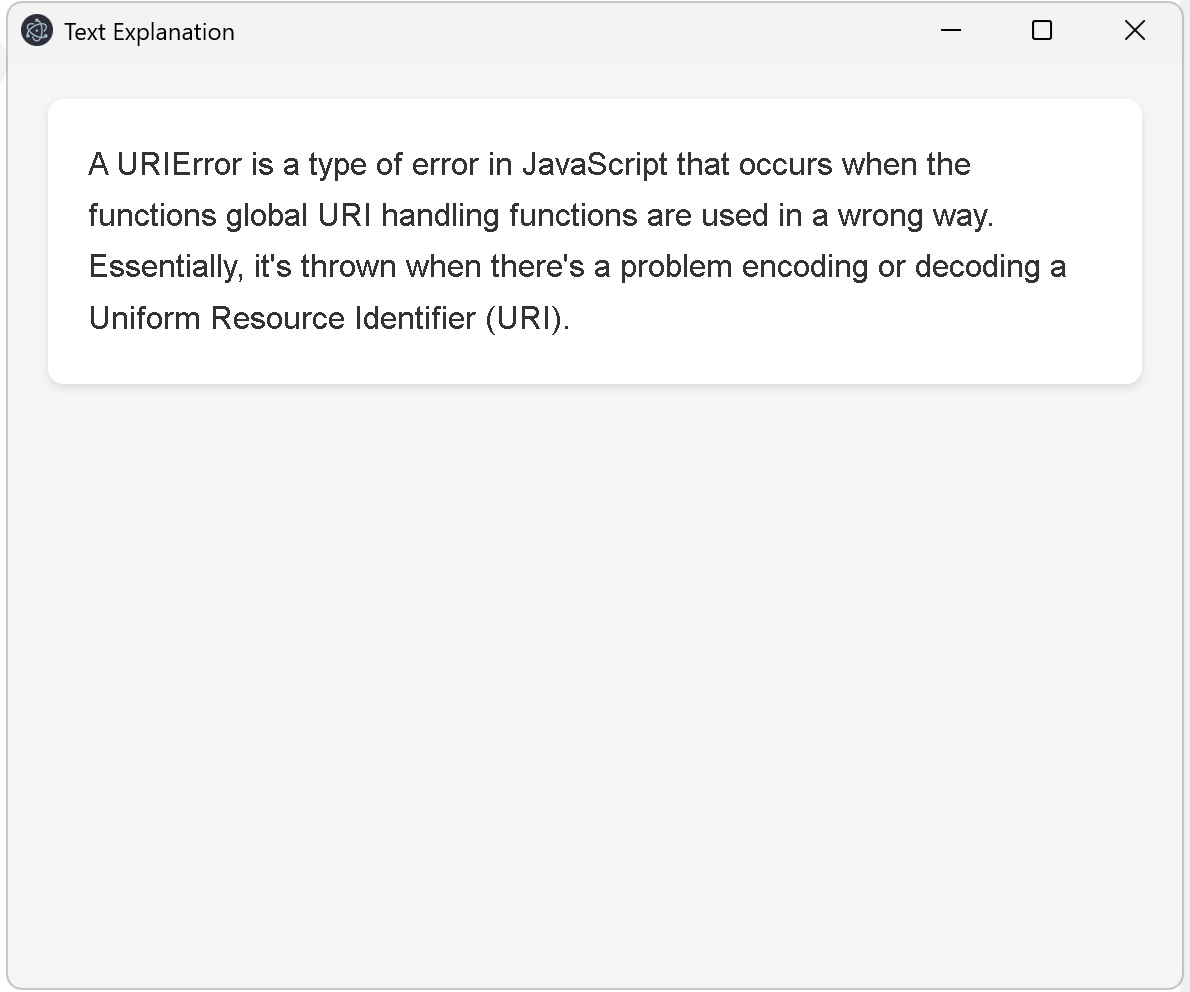 Text Explanation
A URIError is a type of error in JavaScript that occurs when the
functions global URI handling functions are used in a wrong way.
Essentially, it's thrown when there's a problem encoding or decoding a
Uniform Resource Identifier (URI).